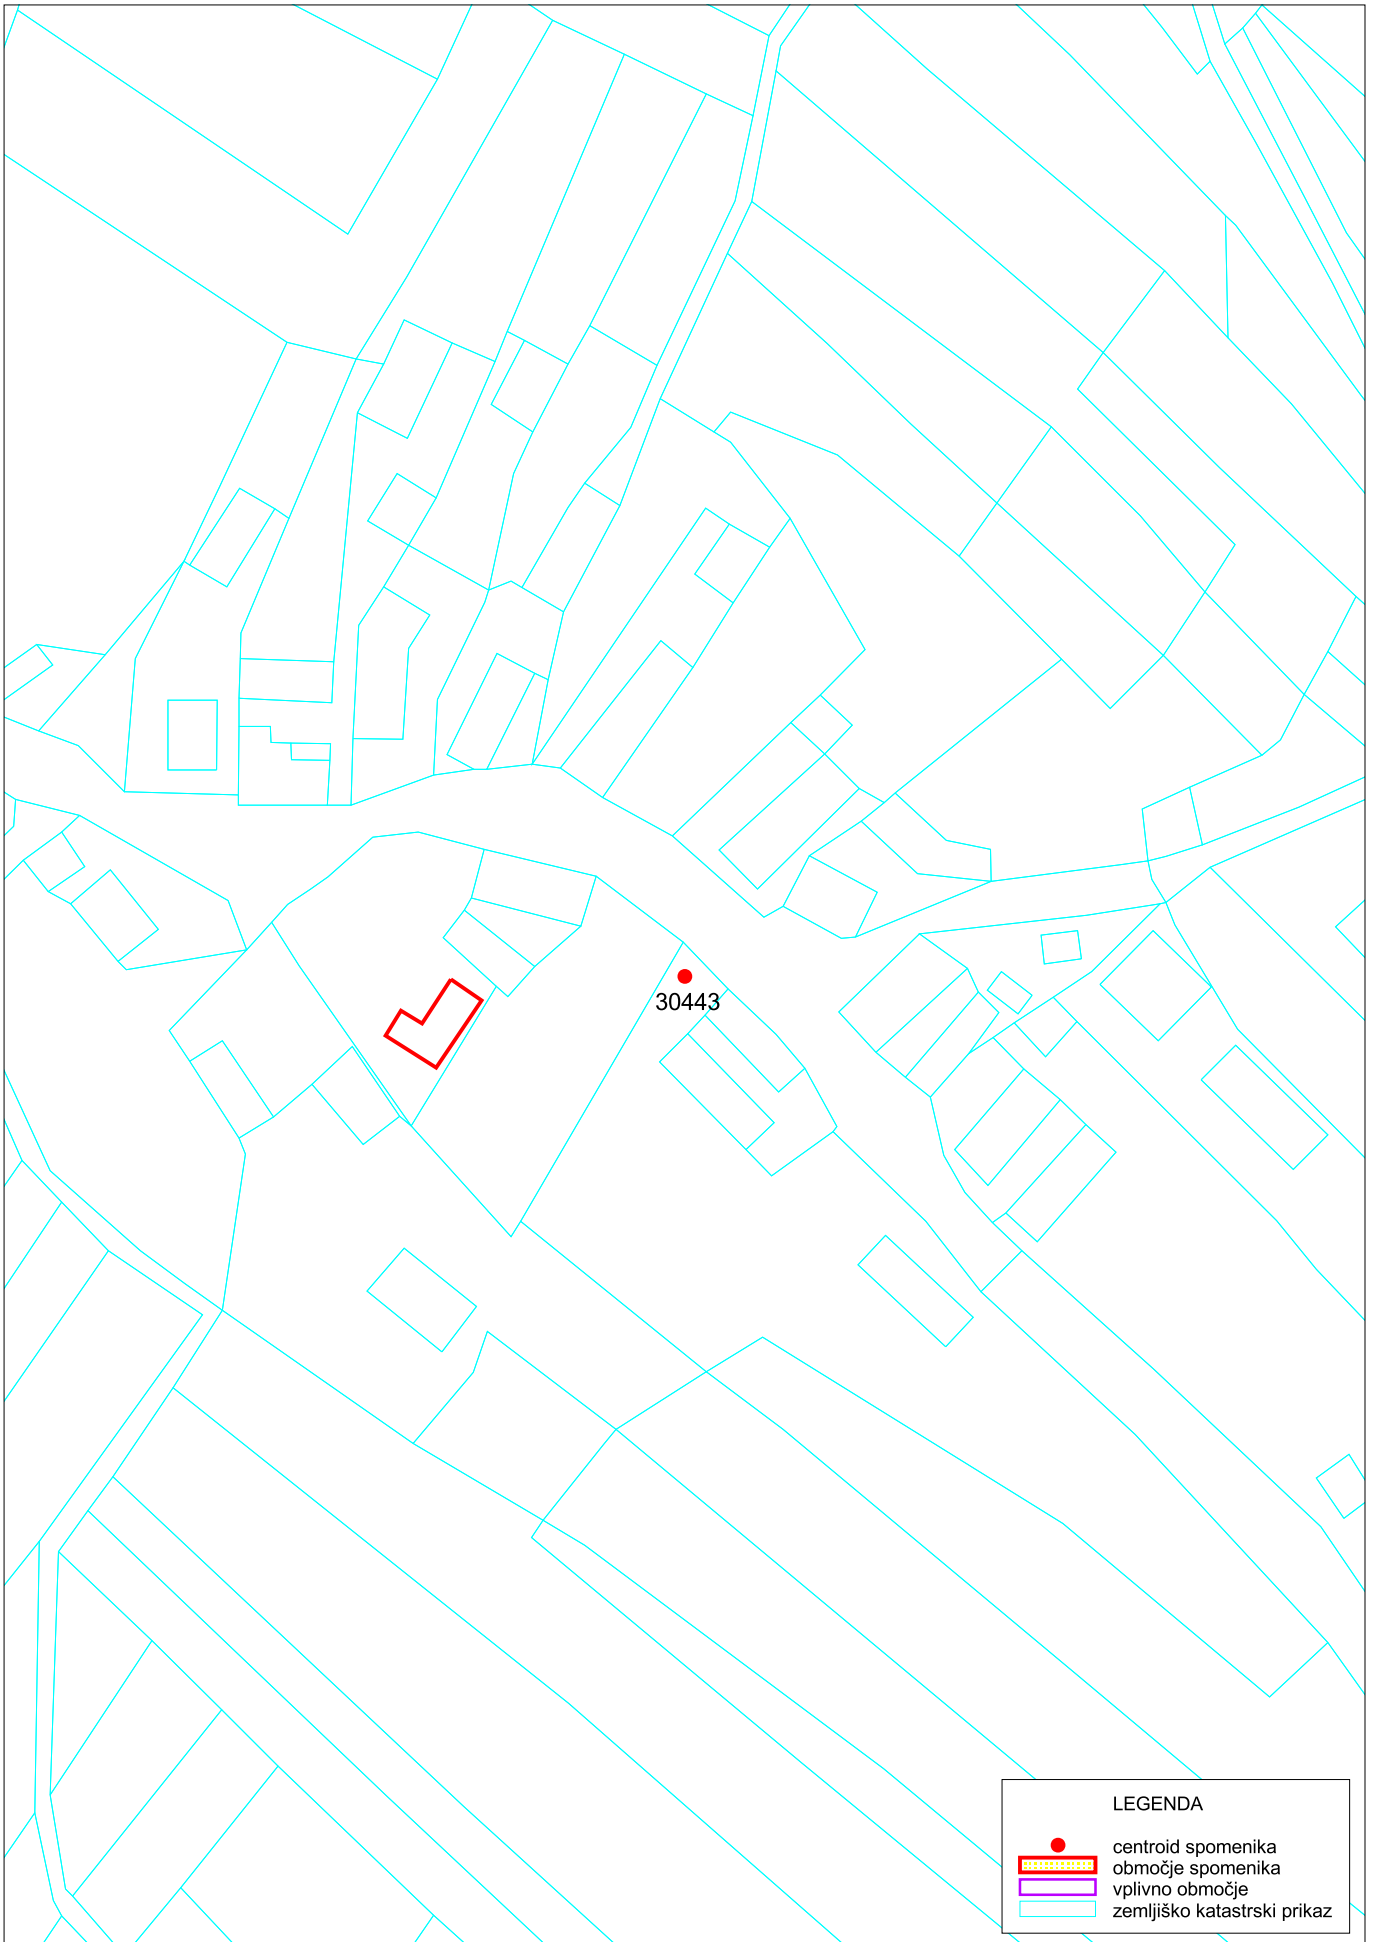 30443
LEGENDA
centroid spomenika
območje spomenika
vplivno območje
zemljiško katastrski prikaz